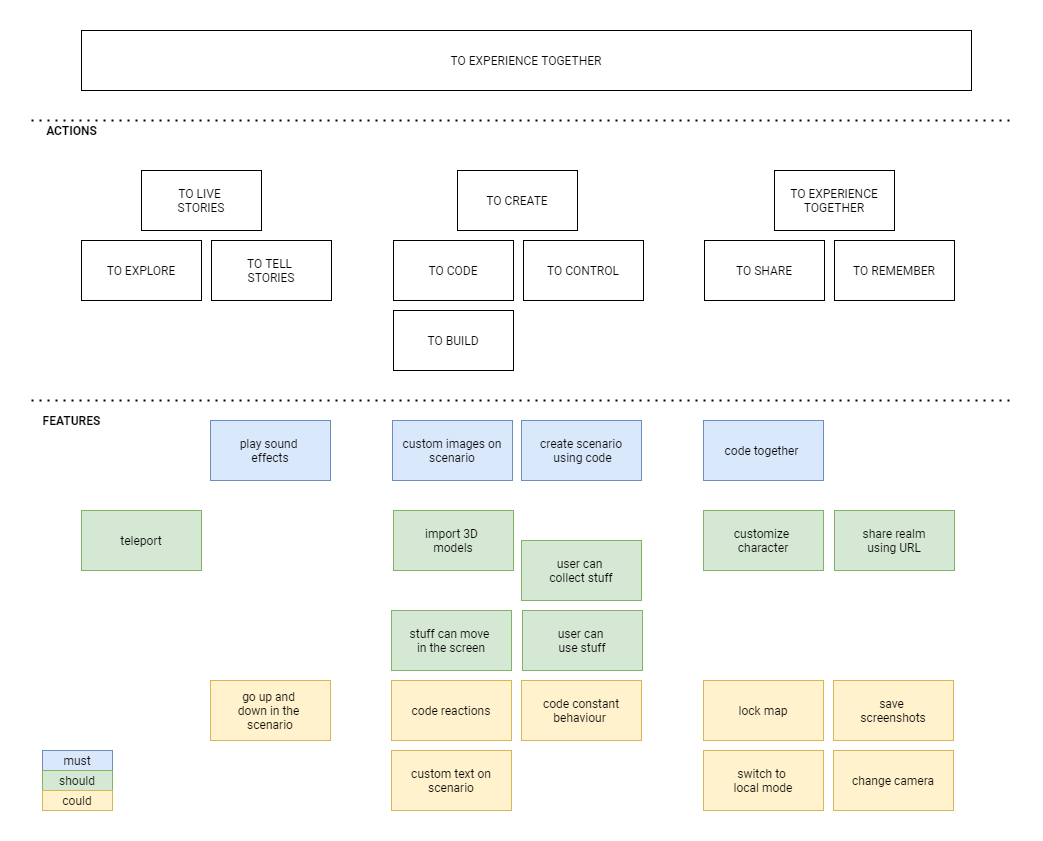 TO EXPERIENCE TOGETHER
ACTIONS
TO LIVE
STORIES
TO CREATE
TO EXPERIENCE
TOGETHER
TO EXPLORE
TO TELL
STORIES
TO CODE
TO CONTROL
TO SHARE
TO REMEMBER
TO BUILD
FEATURES
play sound
effects
custom images on
scenario
create scenario
using code
code together
teleport
import 3D
models
user can
collect stuff
customize
character
share realm
using URL
stuff can move
in the screen
user can
use stuff
go up and
down in the
scenario
code reactions
code constant
behaviour
lock map
save
screenshots
must
should
could
custom text on
scenario
switch to
local mode
change camera